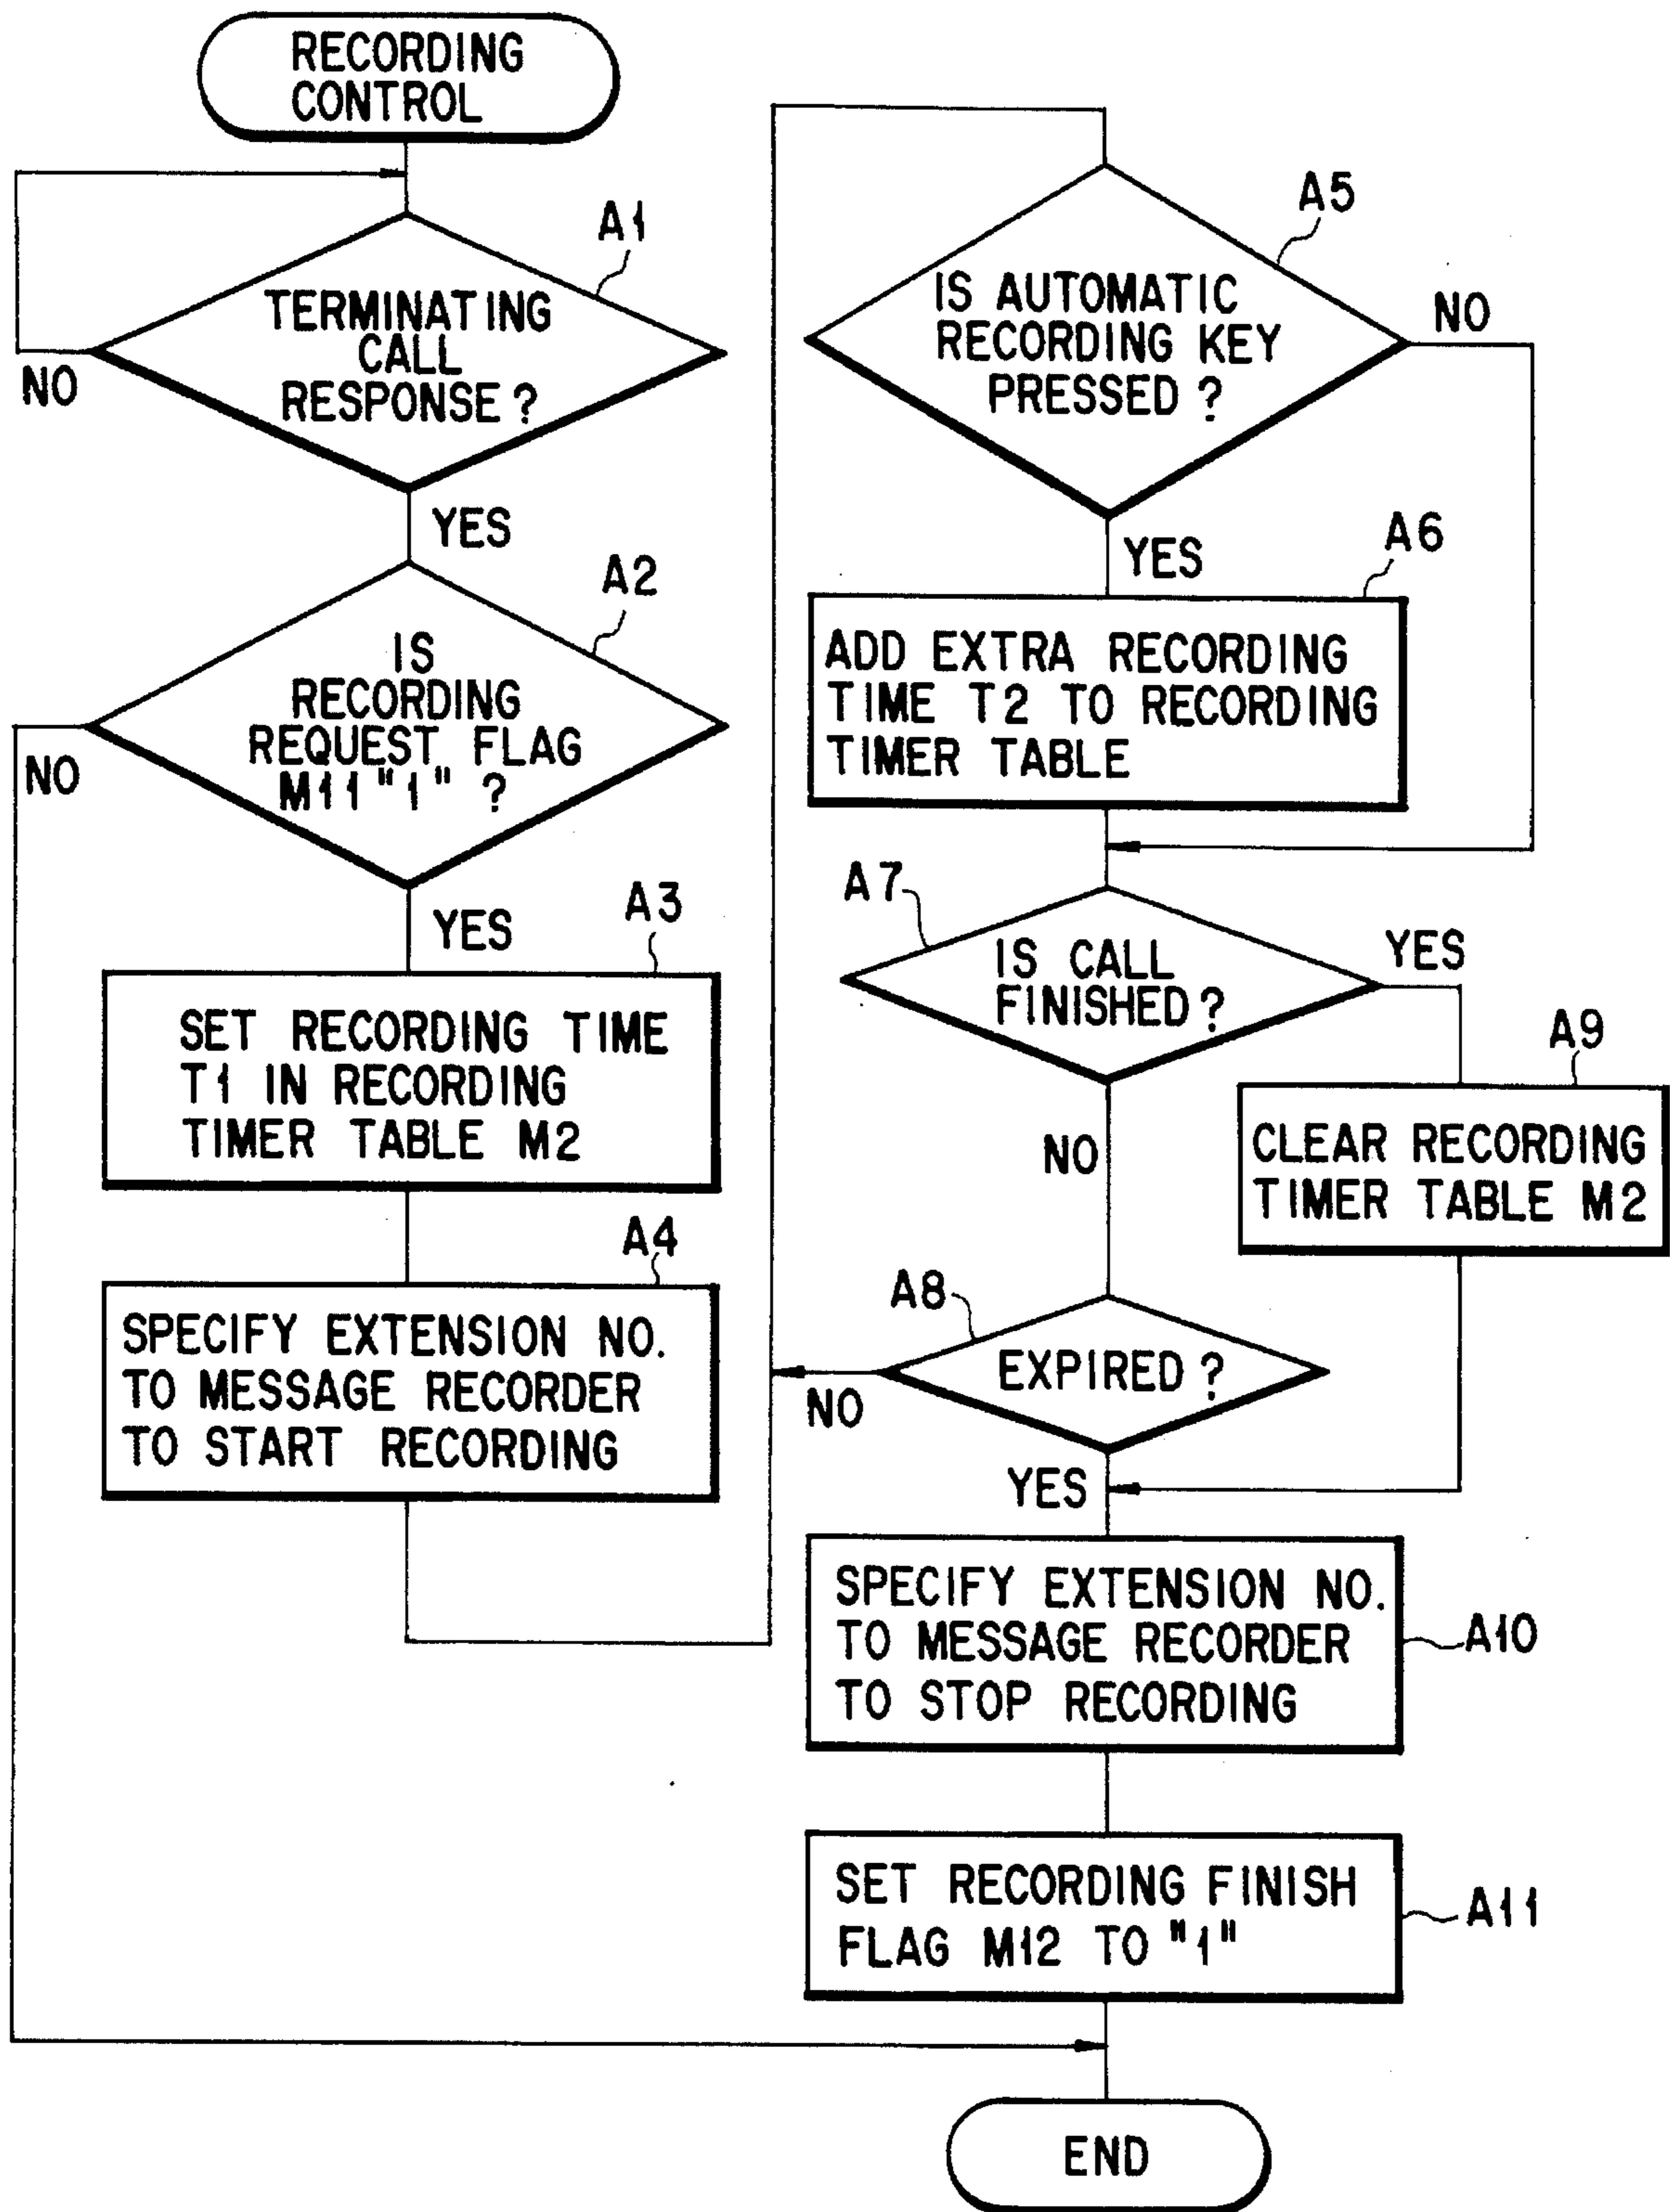 RECORDING
CONTROL
A1
TERMINATING
CALL
RESPONSE?
NO
YES
A2
IS
RECORDING
REQUEST FLAG
M11 "1" ?
NO
YES
A3
SET RECORDING TIME
T1 IN RECORDING
TIMER TABLE M2
A4
SPECIFY EXTENSION NO.
TO MESSAGE RECORDER
TO START RECORDING
A5
IS AUTOMATIC
RECORDING KEY
PRESSED ?
NO
YES
A6
ADD EXTRA RECORDING
TIME T2 TO RECORDING
TIMER TABLE
A7
IS CALL
FINISHED ?
YES
NO
A9
CLEAR RECORDING
TIMER TABLE M2
A8
EXPIRED ?
NO
YES
SPECIFY EXTENSION NO.
TO MESSAGE RECORDER
TO STOP RECORDING
A10
SET RECORDING FINISH
FLAG M12 TO "1"
A11
END